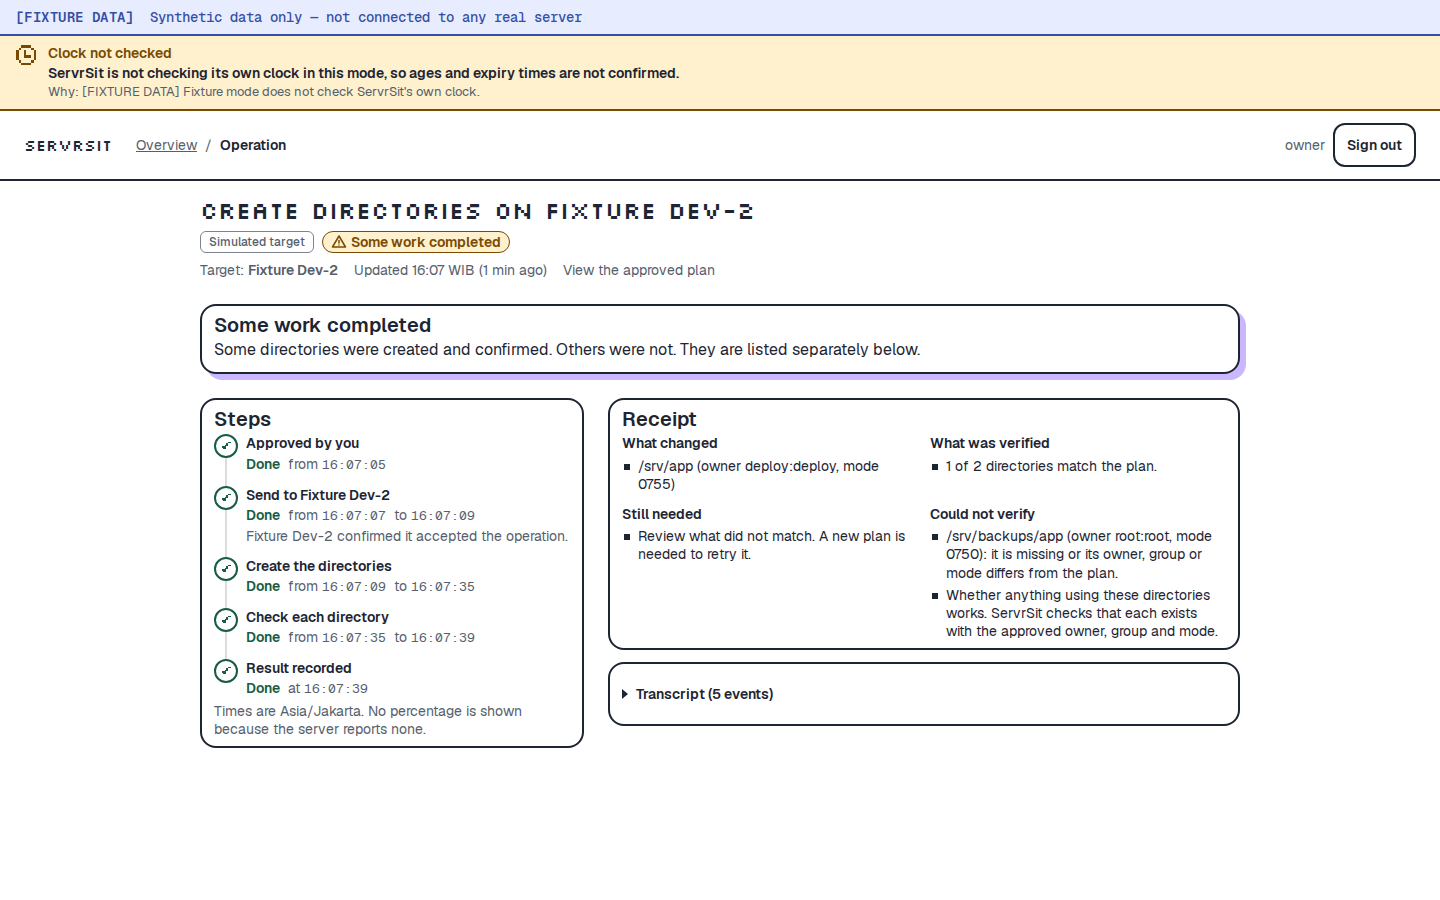 [FIXTURE DATA] Synthetic data only — not connected to any real server
Clock not checked
ServrSit is not checking its own clock in this mode, so ages and expiry times are not confirmed.
Why: [FIXTURE DATA] Fixture mode does not check ServrSit's own clock.
SERVRSIT
Overview / Operation
owner
Sign out
CREATE DIRECTORIES ON FIXTURE DEV-2
Simulated target
Some work completed
Target: Fixture Dev-2 Updated 16:07 WIB (1 min ago) View the approved plan
Some work completed
Some directories were created and confirmed. Others were not. They are listed separately below.
Steps
Approved by you
Done from 16:07:05
Send to Fixture Dev-2
Done from 16:07:07 to 16:07:09
Fixture Dev-2 confirmed it accepted the operation.
Create the directories
Done from 16:07:09 to 16:07:35
Check each directory
Done from 16:07:35 to 16:07:39
Result recorded
Done at 16:07:39
Times are Asia/Jakarta. No percentage is shown
because the server reports none.
Receipt
What changed
/srv/app (owner deploy:deploy, mode
0755)
What was verified
1 of 2 directories match the plan.
Still needed
Review what did not match. A new plan is
needed to retry it.
Could not verify
/srv/backups/app (owner root:root, mode
0750): it is missing or its owner, group or
mode differs from the plan.
Whether anything using these directories
works. ServrSit checks that each exists
with the approved owner, group and mode.
Transcript (5 events)